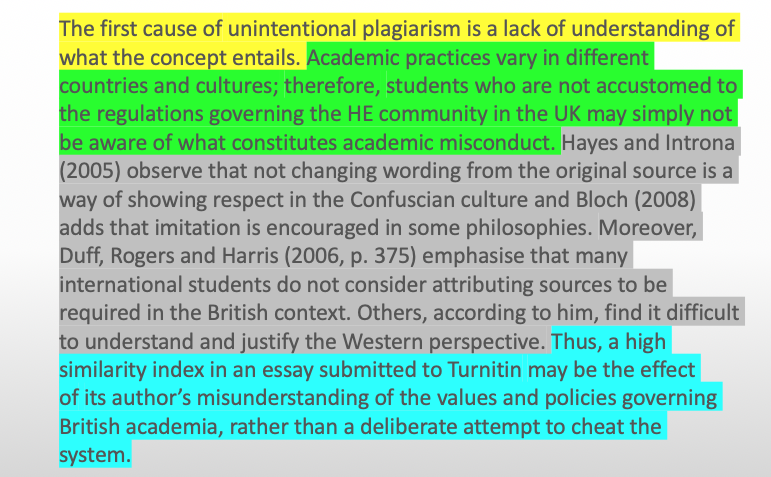 The first cause of unintentional plagiarism is a lack of understanding of
what the concept entails. Academic practices vary in different
countries and cultures; therefore, students who are not accustomed to
the regulations governing the HE community in the UK may simply not
be aware of what constitutes academic misconduct. Hayes and Introna
(2005) observe that not changing wording from the original source is a
way of showing respect in the Confuscian culture and Bloch (2008)
adds that imitation is encouraged in some philosophies. Moreover,
Duff, Rogers and Harris (2006, p. 375) emphasise that many
international students do not consider attributing sources to be
required in the British context. Others, according to him, find it difficult
to understand and justify the Western perspective. Thus, a high
similarity index in an essay submitted to Turnitin may be the effect
of its author’s misunderstanding of the values and policies governing
British academia, rather than a deliberate attempt to cheat the
system.